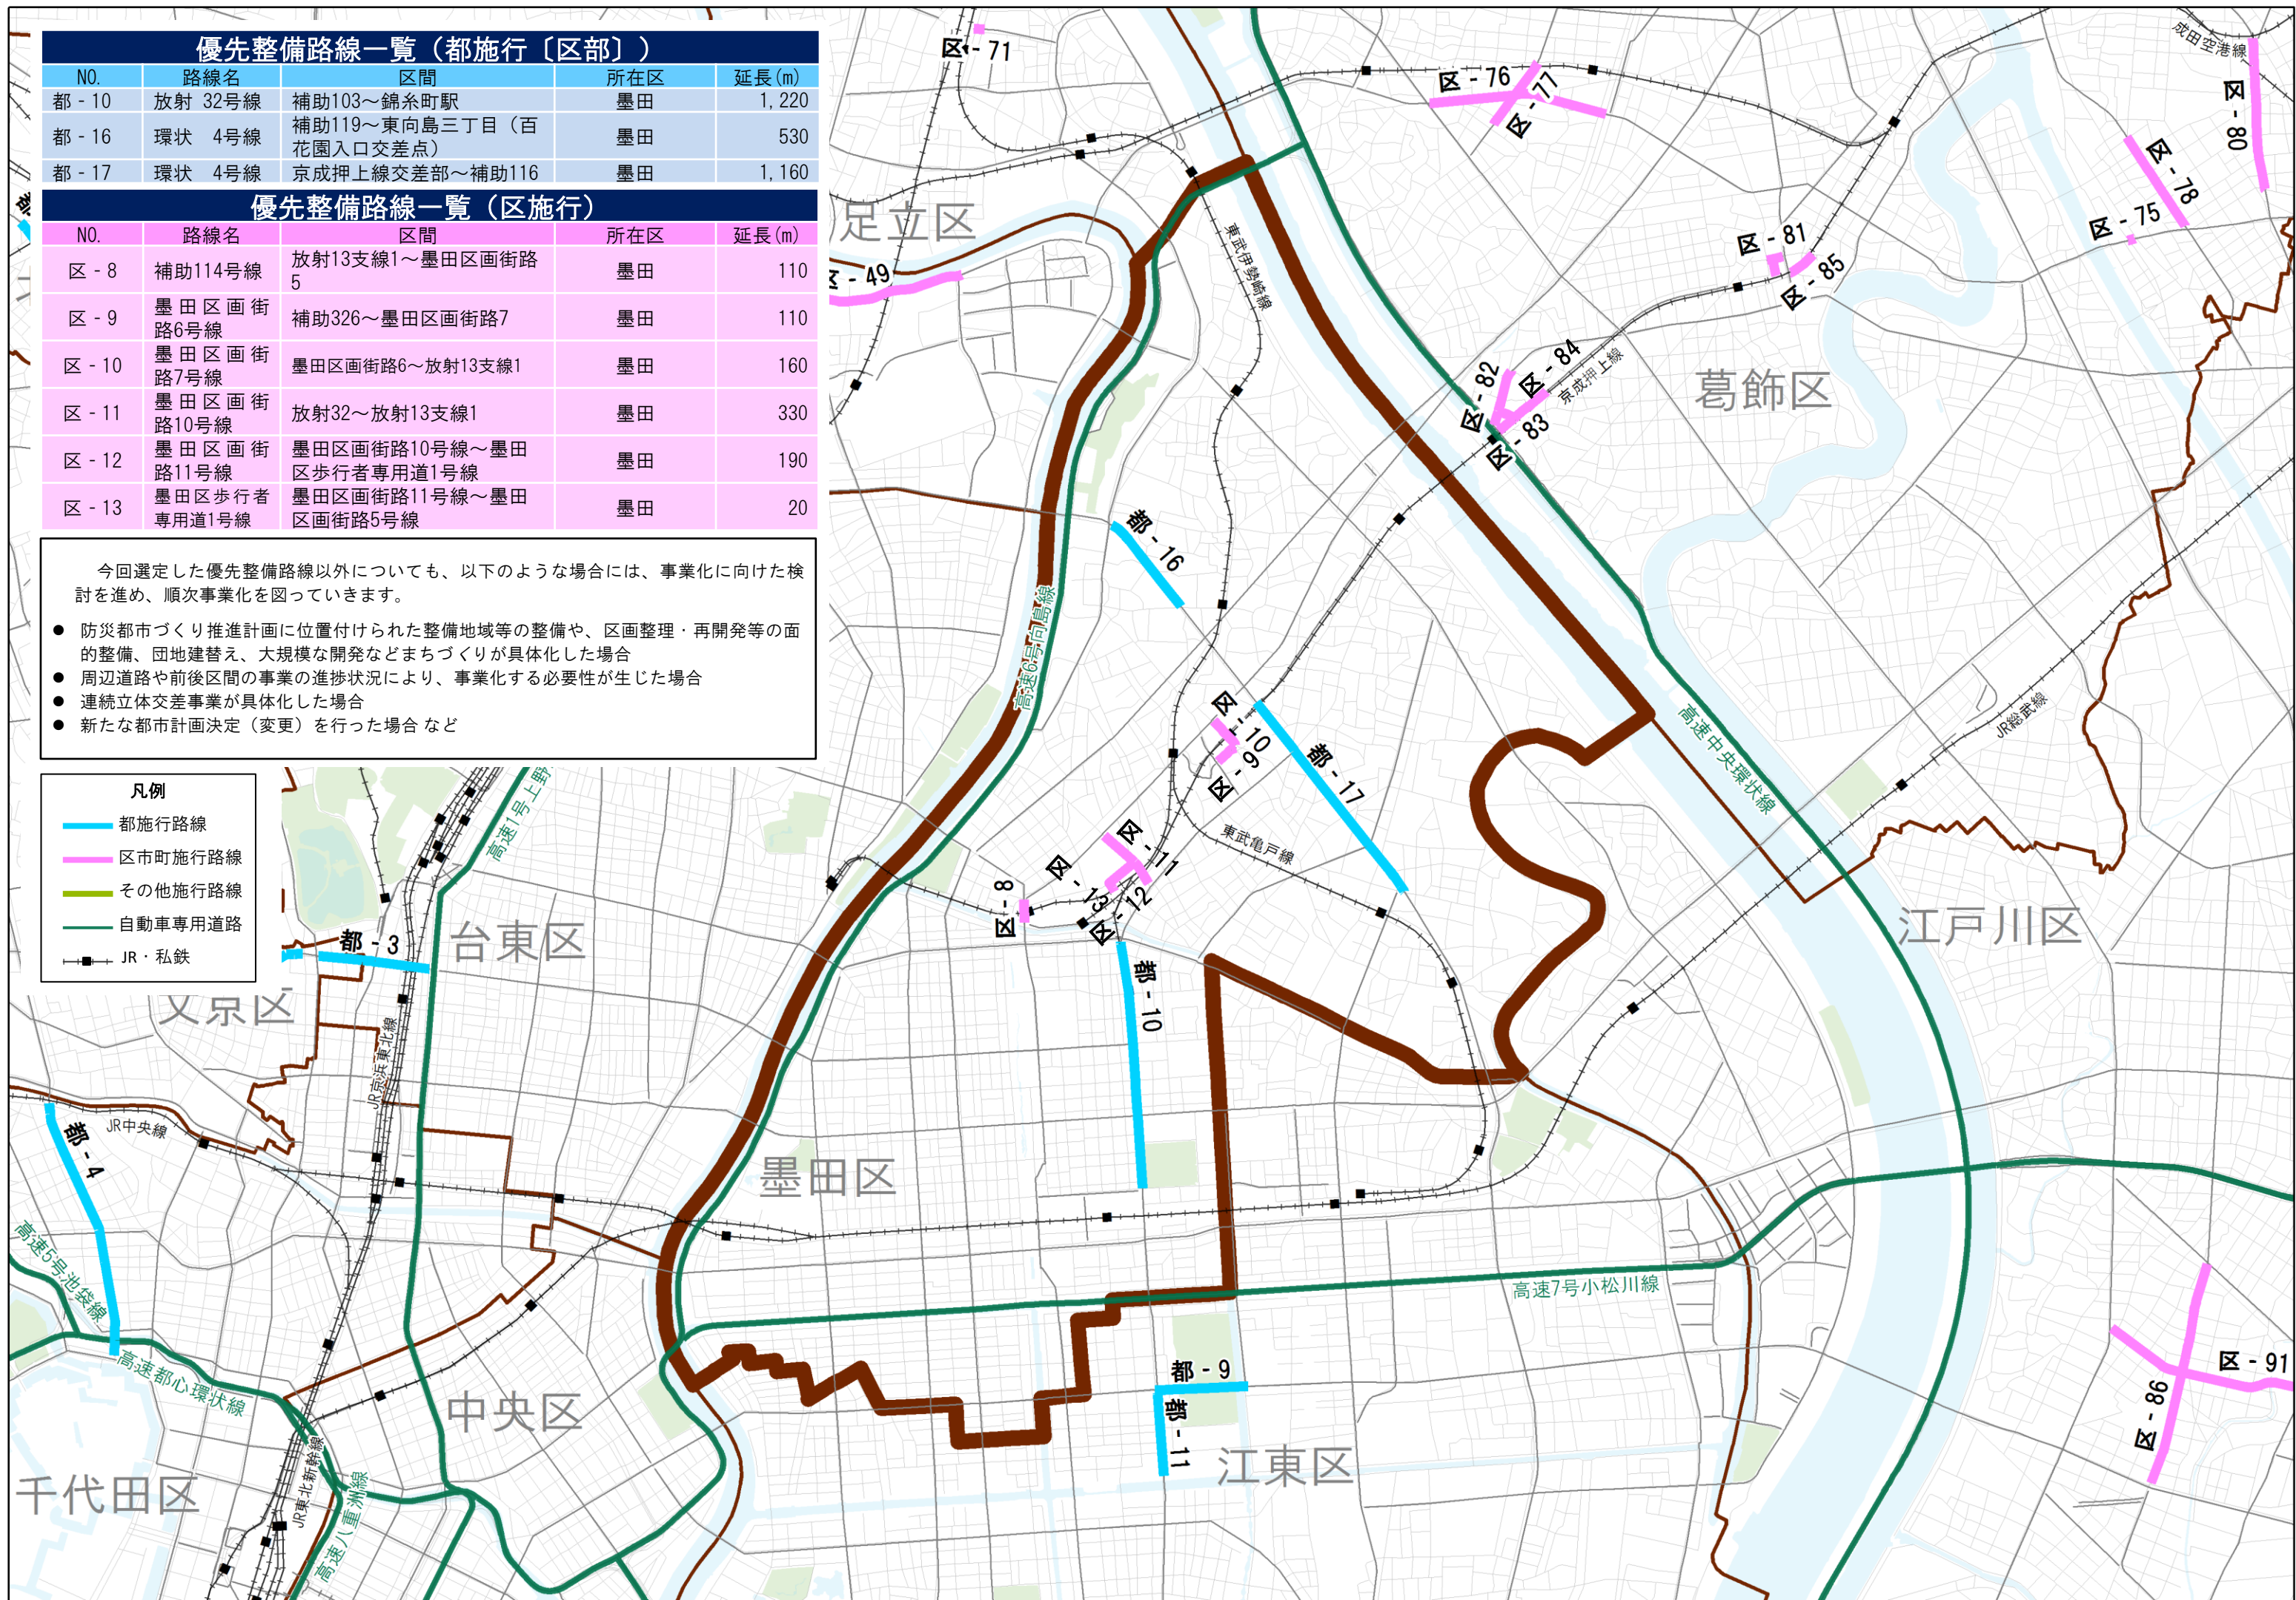 優先整備路線一覧（都施行〔区部〕）
NO. 路線名 区間 所在区 延長(m)
都 - 10 放射 32号線 補助103～錦糸町駅 墨田 1,220
都 - 16 環状 4号線 補助119～東向島三丁目（百
花園入口交差点） 墨田 530
都 - 17 環状 4号線 京成押上線交差部～補助116 墨田 1,160
優先整備路線一覧（区施行）
NO. 路線名 区間 所在区 延長(m)
区 - 8 補助114号線 放射13支線1～墨田区画街路
5 墨田 110
区 - 9 墨田区画街
路6号線 補助326～墨田区画街路7 墨田 110
区 - 10 墨田区画街
路7号線 墨田区画街路6～放射13支線1 墨田 160
区 - 11 墨田区画街
路10号線 放射32～放射13支線1 墨田 330
区 - 12 墨田区画街
路11号線 墨田区画街路10号線～墨田
区歩行者専用道1号線 墨田 190
区 - 13 墨田区歩行者
専用道1号線 墨田区画街路11号線～墨田
区画街路5号線 墨田 20
今回選定した優先整備路線以外についても、以下のような場合には、事業化に向けた検
討を進め、順次事業化を図っていきます。
● 防災都市づくり推進計画に位置付けられた整備地域等の整備や、区画整理・再開発等の面
的整備、団地建替え、大規模な開発などまちづくりが具体化した場合
● 周辺道路や前後区間の事業の進捗状況により、事業化する必要性が生じた場合
● 連続立体交差事業が具体化した場合
● 新たな都市計画決定（変更）を行った場合 など
凡例
都施行路線
区市町施行路線
その他施行路線
自動車専用道路
JR・私鉄
区 - 71
区 - 76
区 - 77
成田空港線
区 - 80
区 - 78
区 - 75
足立区
区 - 49
東武伊勢崎線
区 - 81
区 - 85
区 - 82
区 - 84
区 - 83
京成押上線
葛飾区
都 - 16
高速6号向島線
区 - 10
区 - 9
都 - 17
高速中央環状線
JR総武線
高速1号上野
区 - 11
区 - 13
区 - 12
区 - 8
東武亀戸線
都 - 3
台東区
文京区
都 - 10
江戸川区
JR京浜東北線
JR中央線
都 - 4
墨田区
高速5号池袋線
高速7号小松川線
高速都心環状線
都 - 9
都 - 11
区 - 91
区 - 86
中央区
江東区
千代田区
JR東北新幹線
高速八重洲線